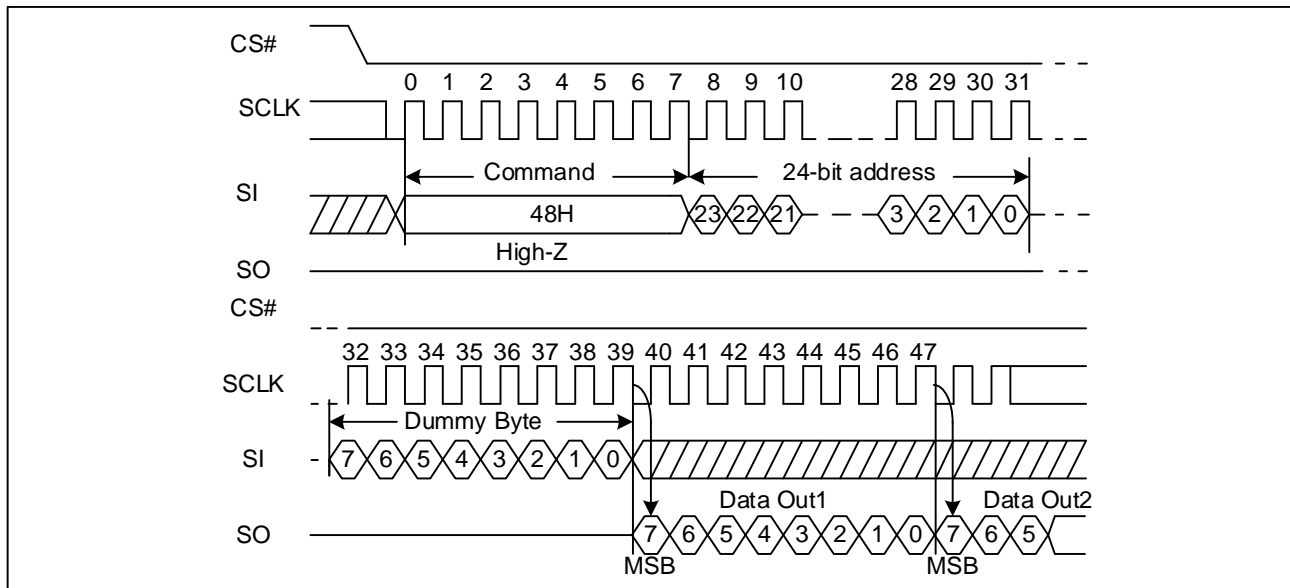 CS#
0 1 2 3 4 5 6 7 8 9 10 28 29 30 31
SCLK
Command 24-bit address
SI
48H 23 22 21 3 2 1 0
High-Z
SO
CS#
32 33 34 35 36 37 38 39 40 41 42 43 44 45 46 47
SCLK
Dummy Byte
SI 7 6 5 4 3 2 1 0
Data Out1 Data Out2
SO 7 6 5 4 3 2 1 0 7 6 5
MSB MSB